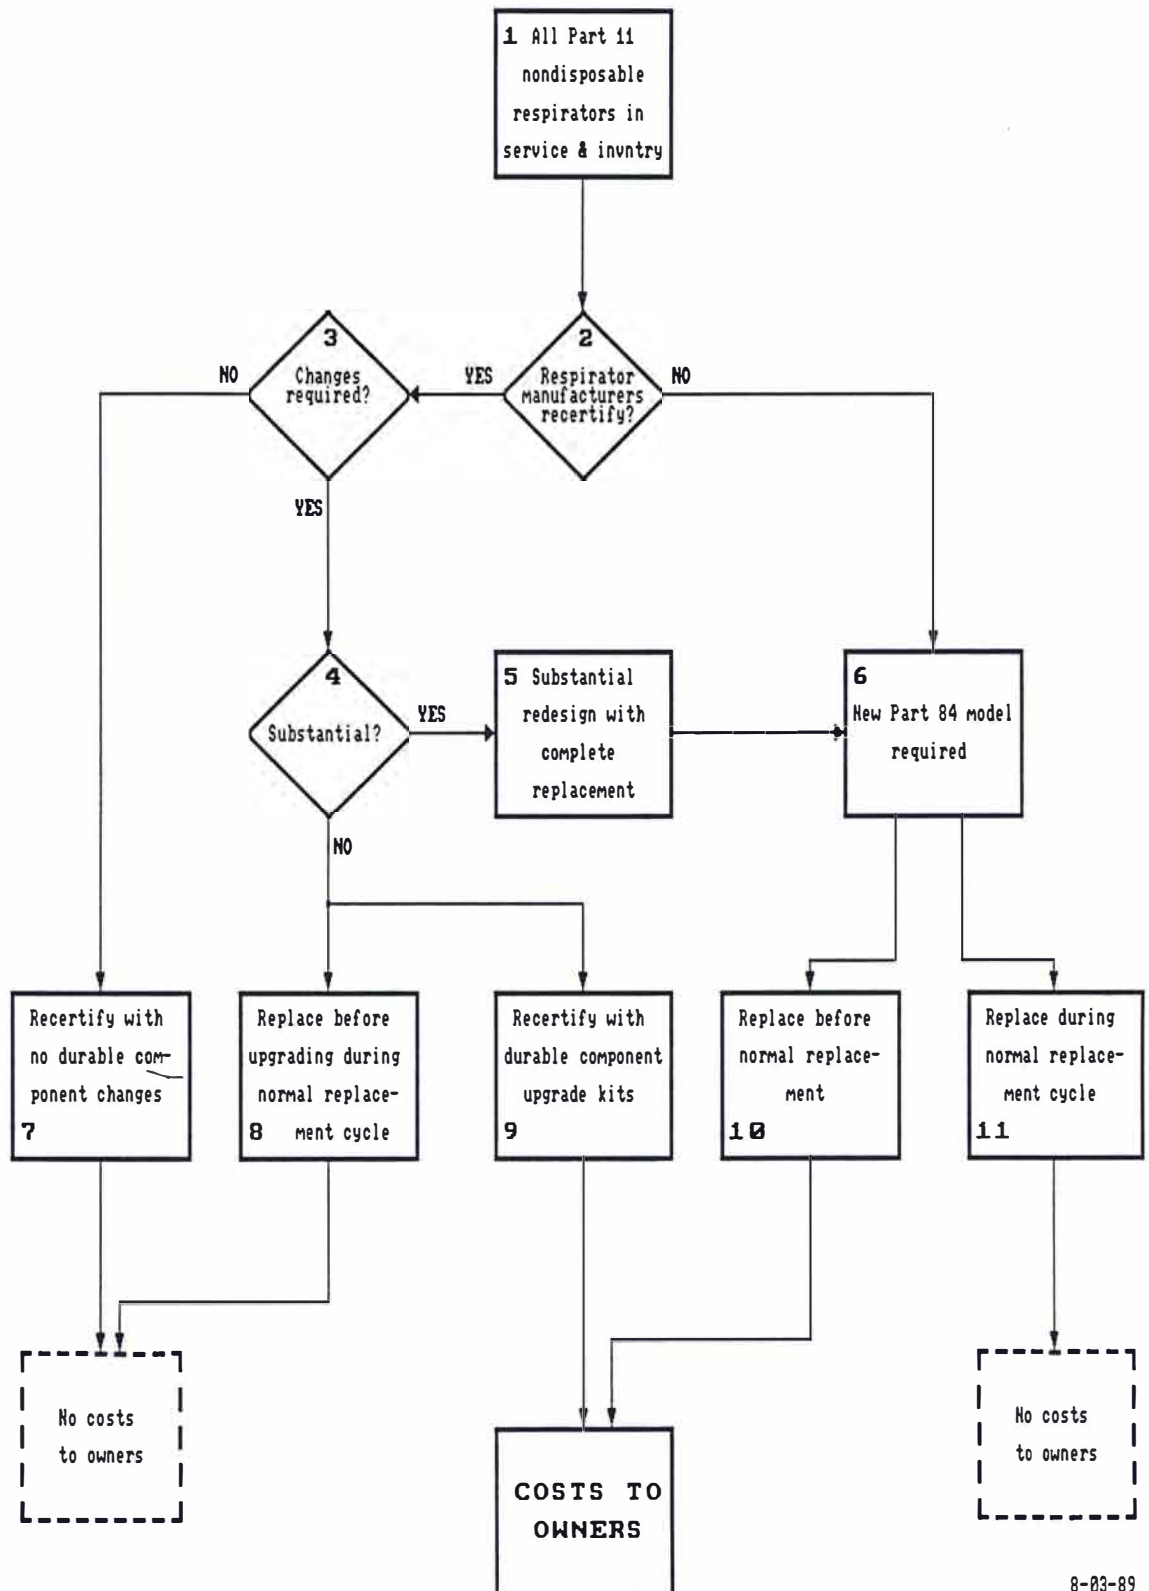 1 All Part 11
nondisposable
respirators in
service & invntry
3
Changes
required?
NO
YES
2
Respirator
manufacturers
recertify?
YES
NO
4
Substantial?
YES
5 Substantial
redesign with
complete
replacement
6
New Part 84 model
required
NO
Recertify with
no durable com-
ponent changes
7
Replace before
upgrading during
normal replace-
8 ment cycle
Recertify with
durable component
upgrade kits
9
Replace before
normal replace-
ment
10
Replace during
normal replace-
ment cycle
11
No costs
to owners
COSTS TO
OWNERS
No costs
to owners
8-03-89